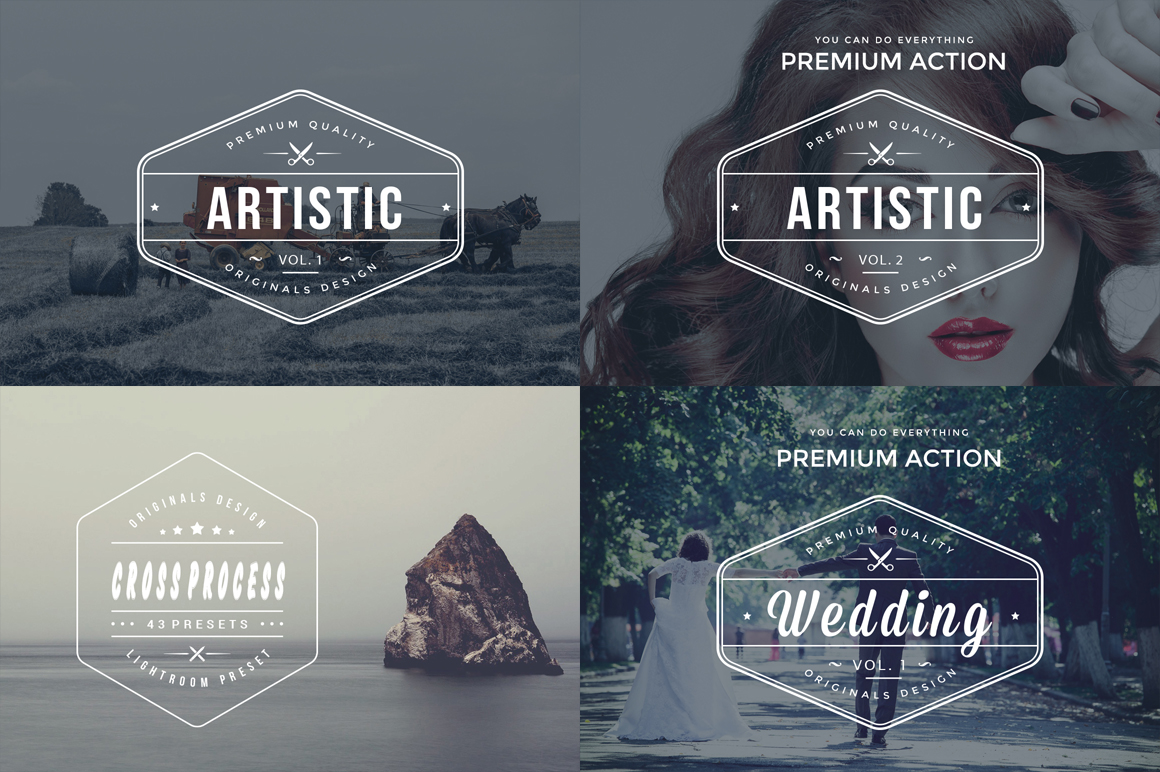 PREMIUM QUALITY
ARTISTIC
VOL. 1
ORIGINALS DESIGN
YOU CAN DO EVERYTHING
PREMIUM ACTION
PREMIUM QUALITY
ARTISTIC
VOL. 2
ORIGINALS DESIGN
ORIGINALS DESIGN
CROSS PROCESS
43 PRESETS
LIGHTROOM PRESET
YOU CAN DO EVERYTHING
PREMIUM ACTION
PREMIUM QUALITY
Wedding
VOL. 1
ORIGINALS DESIGN